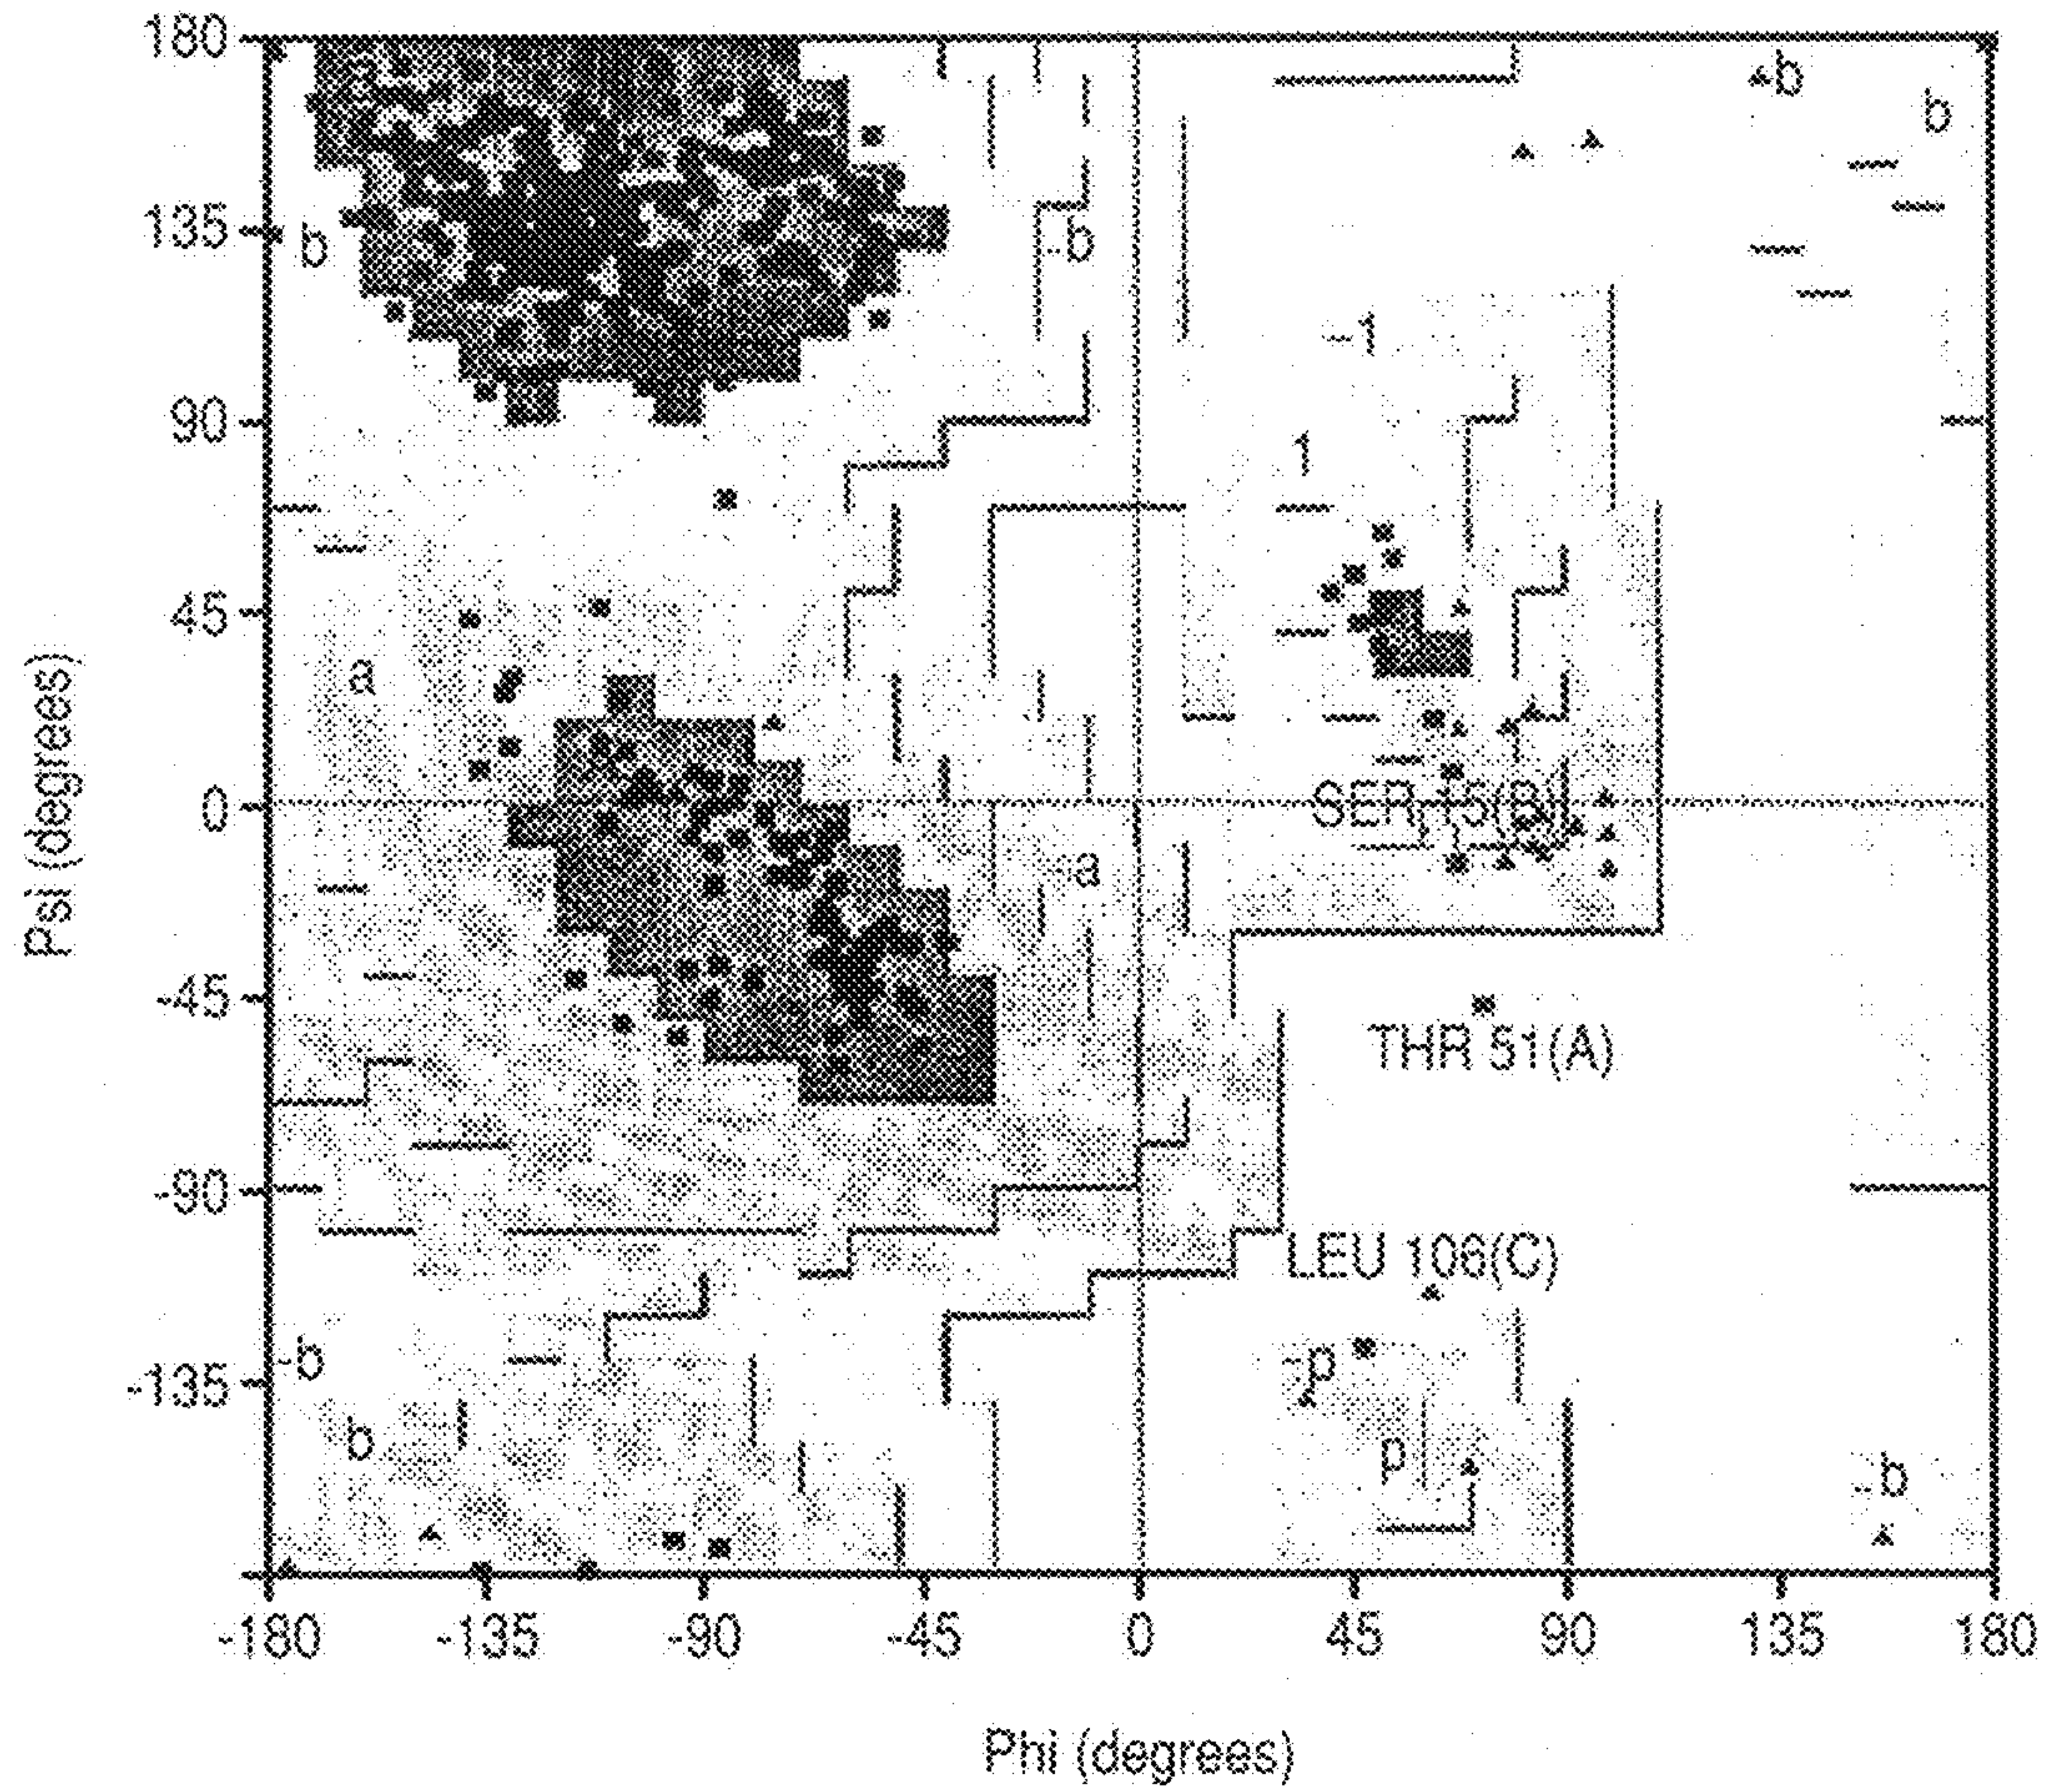 180
b
b
135
b
-b
-1
90
1
45
a
Psi (degrees)
0
SER 15(B)
-a
-45
THR 51(A)
-90
LEU 106(C)
-b
-p
-135
b
p
-b
-180
-135
-90
-45
0
45
90
135
180
Phi (degrees)